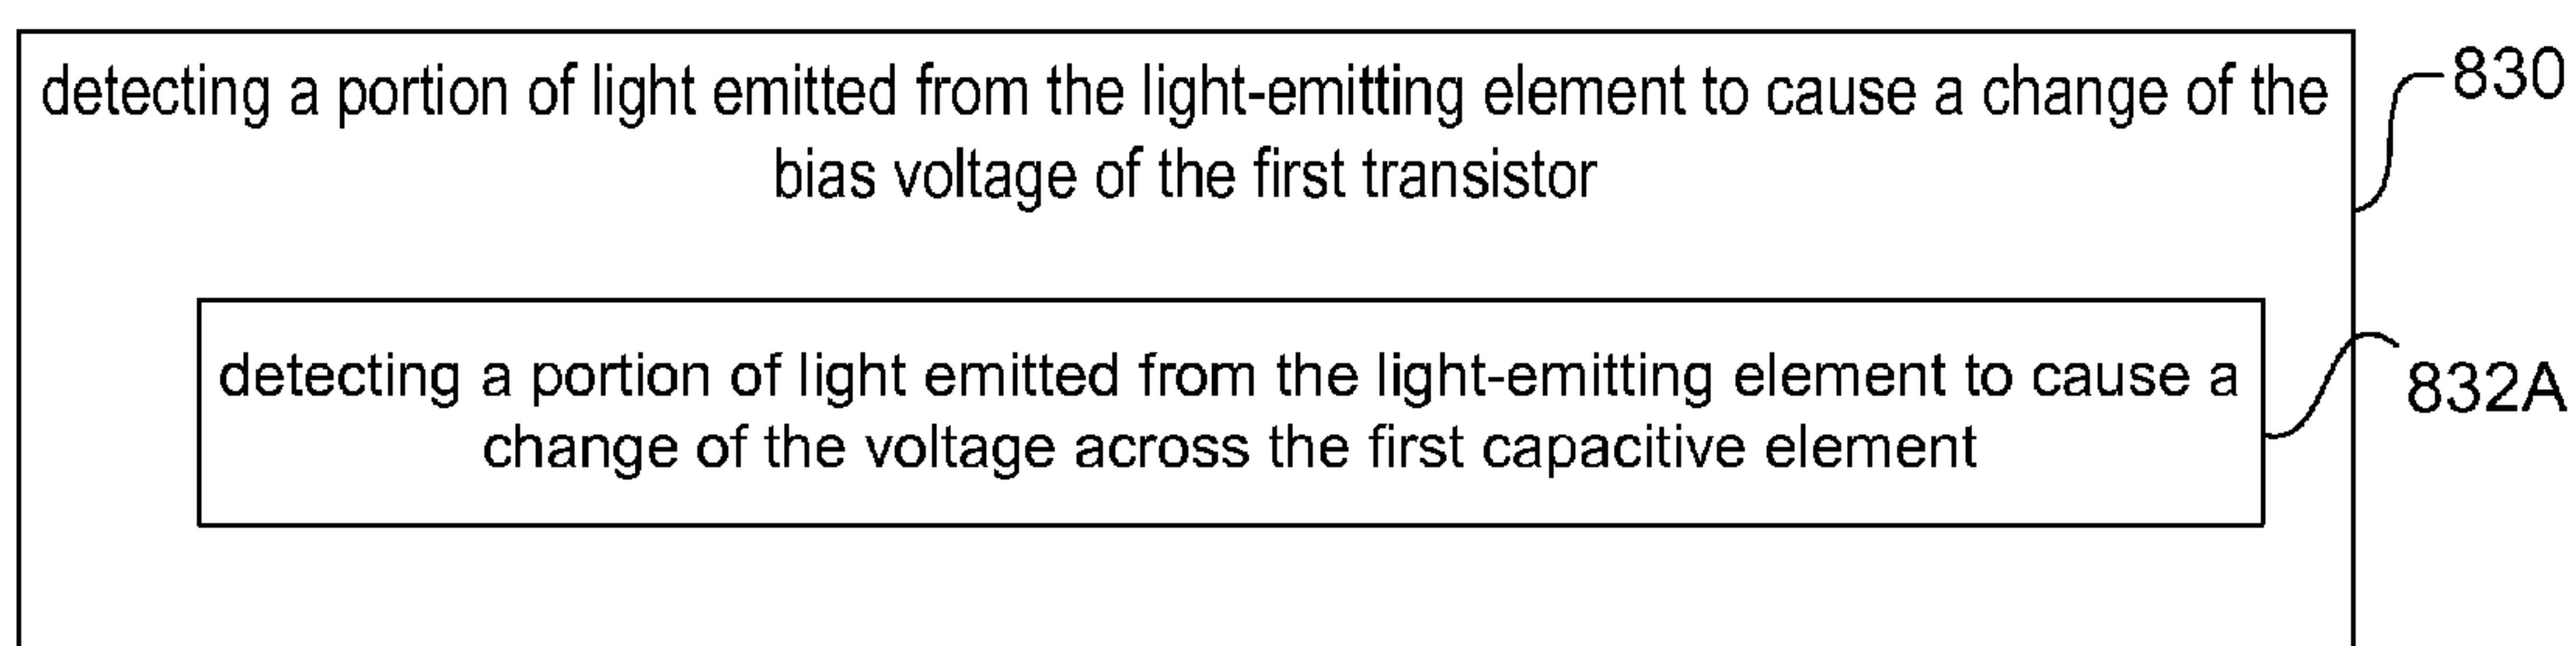 detecting a portion of light emitted from the light-emitting element to cause a change of the
830
bias voltage of the first transistor
detecting a portion of light emitted from the light-emitting element to cause a
832A
change of the voltage across the first capacitive element